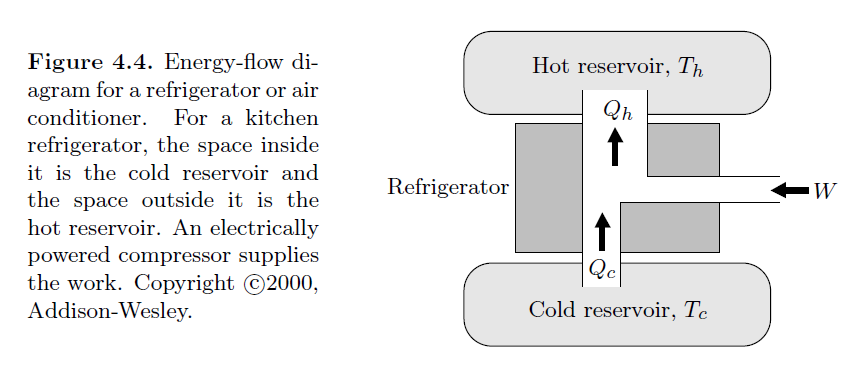 Figure 4.4. Energy-flow di-
agram for a refrigerator or air
conditioner. For a kitchen
refrigerator, the space inside
it is the cold reservoir and
the space outside it is the
hot reservoir. An electrically
powered compressor supplies
the work. Copyright ©2000,
Addison-Wesley.
Hot reservoir, T_h
Q_h
Refrigerator
W
Q_c
Cold reservoir, T_c